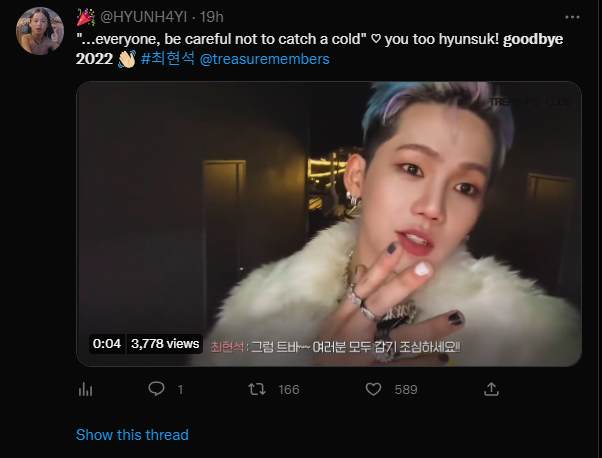 @HYUNH4YI · 19h
"...everyone, be careful not to catch a cold" ♡ you too hyunsuk! goodbye
2022 👋🏻 #최현석 @treasuremembers
TREASURE
0:04 3,778 views
최현석 : 그럼 트바~~ 여러분 모두 감기 조심하세요!!
1 166 589
Show this thread